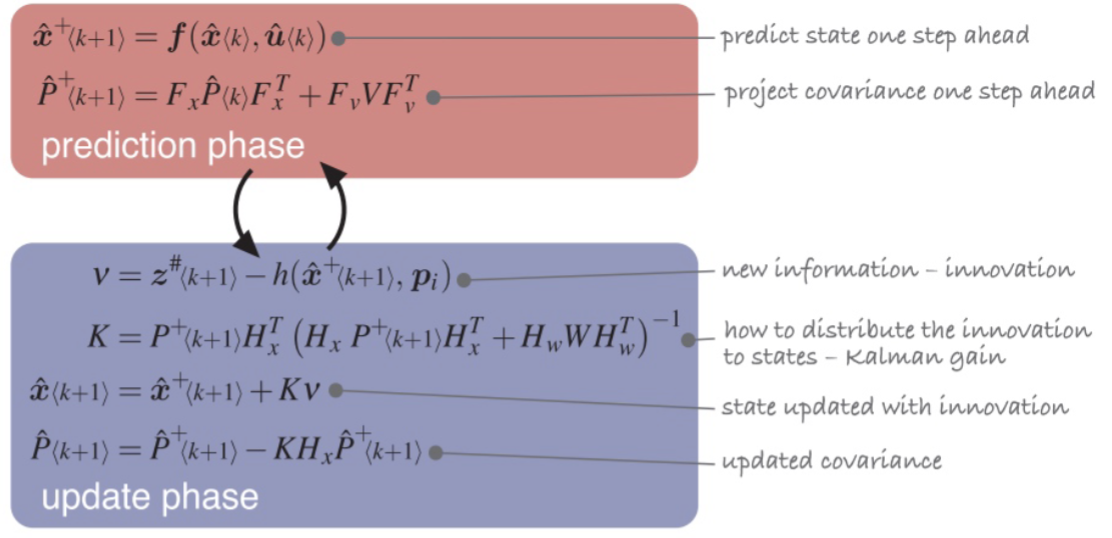 x̂⁺⟨k+1⟩ = f(x̂⟨k⟩, û⟨k⟩)
predict state one step ahead
P̂⁺⟨k+1⟩ = FₓP̂⟨k⟩Fₓᵀ + FᵥVFᵥᵀ
project covariance one step ahead
prediction phase
ν = z^#⟨k+1⟩ − h(x̂⁺⟨k+1⟩, pᵢ)
new information – innovation
K = P⁺⟨k+1⟩Hₓᵀ (Hₓ P⁺⟨k+1⟩Hₓᵀ + H_wWH_wᵀ)⁻¹
how to distribute the innovation
to states – Kalman gain
x̂⟨k+1⟩ = x̂⁺⟨k+1⟩ + Kν
state updated with innovation
P̂⟨k+1⟩ = P̂⁺⟨k+1⟩ − KHₓP̂⁺⟨k+1⟩
updated covariance
update phase